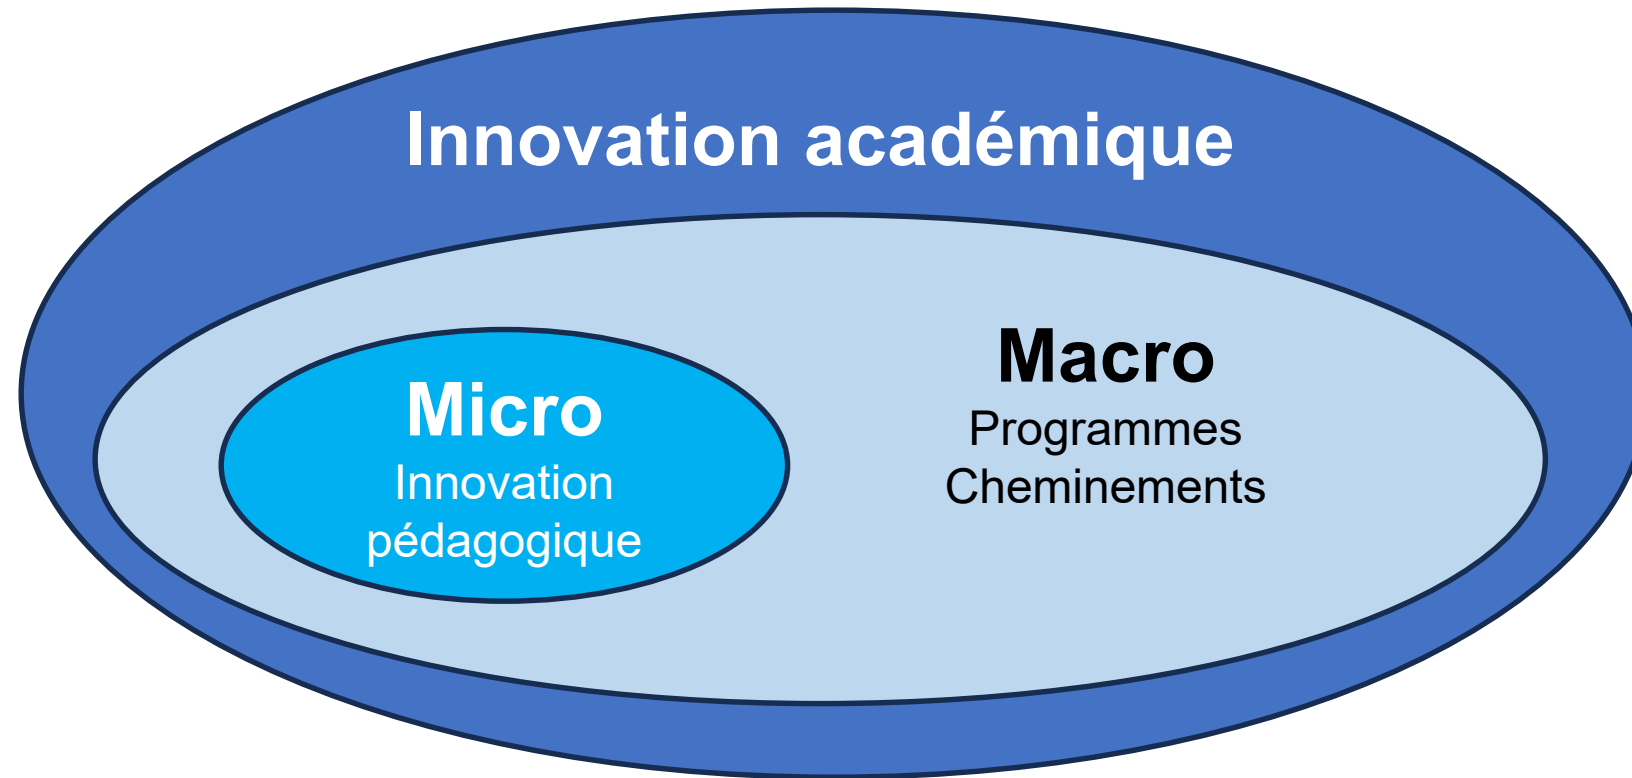 Innovation académique
Micro
Innovation
pédagogique
Macro
Programmes
Cheminements